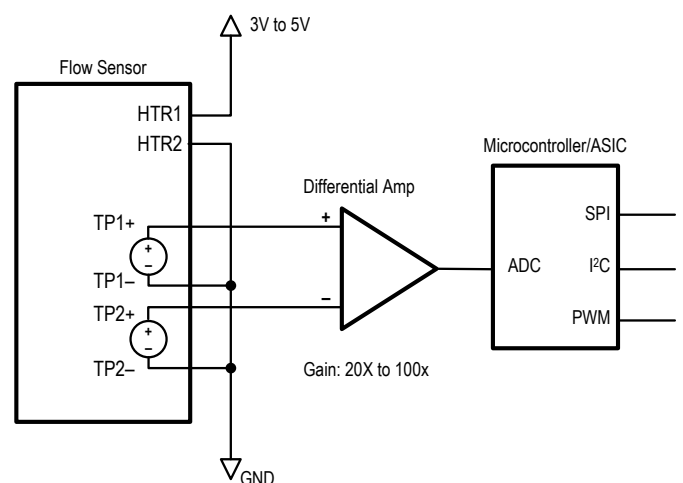 3V to 5V
Flow Sensor
HTR1
HTR2
Microcontroller/ASIC
Differential Amp
SPI
TP1+
+
+
–
ADC
I²C
TP1–
TP2+
–
+
–
PWM
TP2–
Gain: 20X to 100x
GND